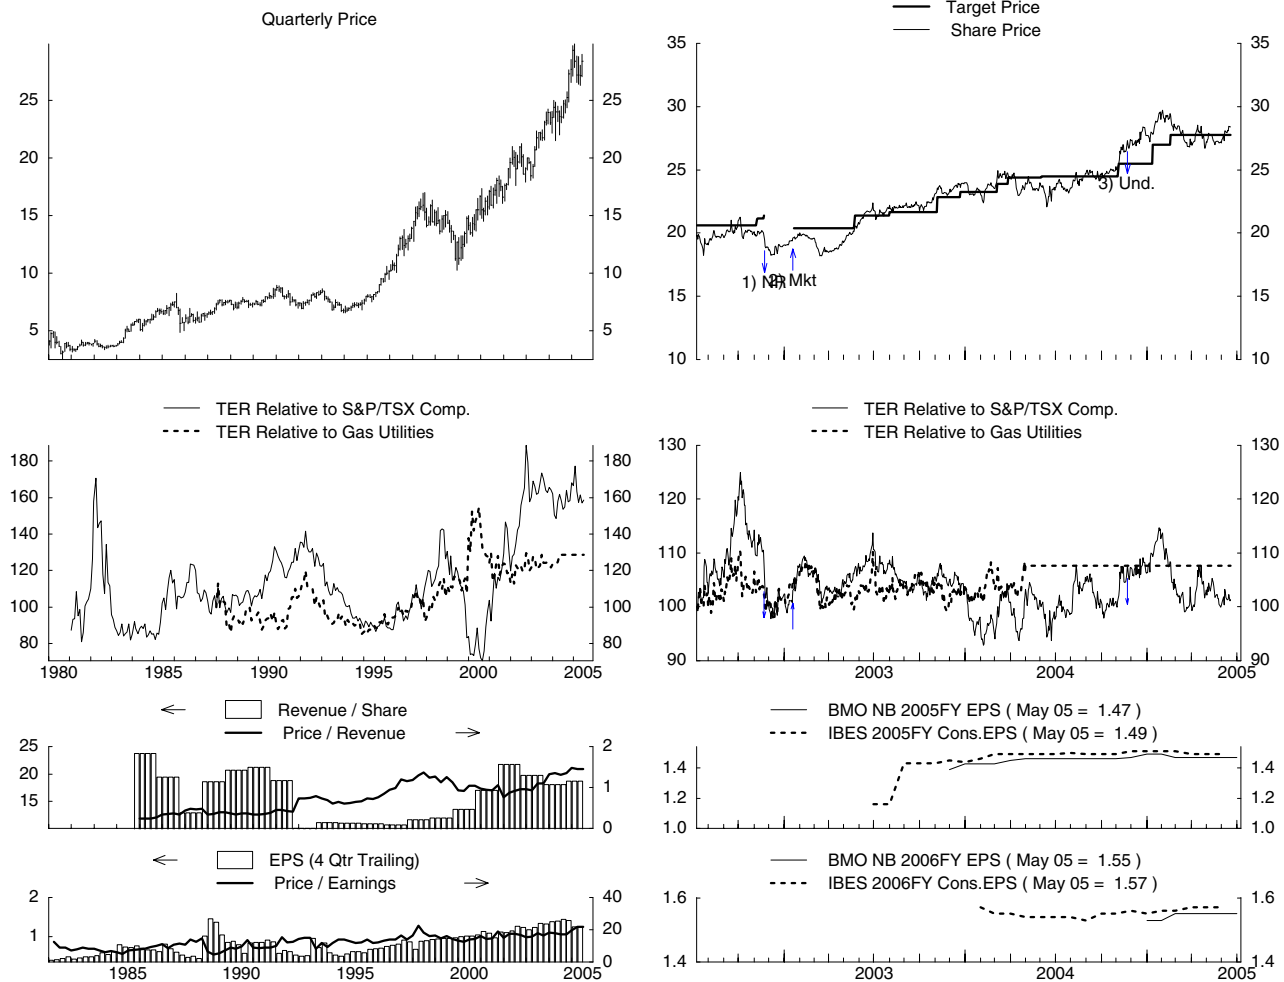 Quarterly Price
25 25
20 20
15 15
10 10
5 5
Target Price
Share Price
35 35
30 30
25 25
20 20
15 15
10 10
1) NR
2) Mkt
3) Und.
TER Relative to S&P/TSX Comp.
TER Relative to Gas Utilities
180 180
160 160
140 140
120 120
100 100
80 80
1980 1985 1990 1995 2000 2005
TER Relative to S&P/TSX Comp.
TER Relative to Gas Utilities
130 130
120 120
110 110
100 100
90 90
2003 2004 2005
Revenue / Share
Price / Revenue
25 2
20 1
15 0
BMO NB 2005FY EPS ( May 05 = 1.47 )
IBES 2005FY Cons.EPS ( May 05 = 1.49 )
1.4 1.4
1.2 1.2
1.0 1.0
EPS (4 Qtr Trailing)
Price / Earnings
2 40
1 20
0
1985 1990 1995 2000 2005
BMO NB 2006FY EPS ( May 05 = 1.55 )
IBES 2006FY Cons.EPS ( May 05 = 1.57 )
1.6 1.6
1.4 1.4
2003 2004 2005